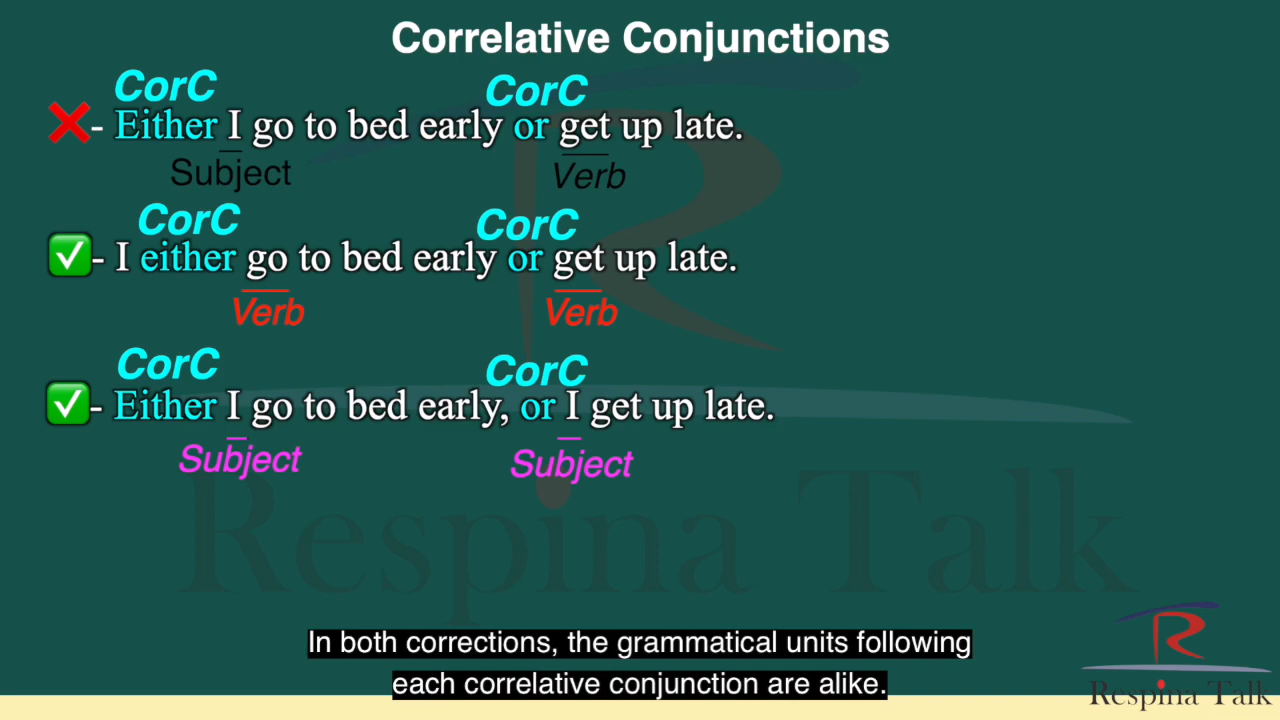 Correlative Conjunctions
CorC CorC
- Either I go to bed early or get up late.
Subject Verb
CorC CorC
- I either go to bed early or get up late.
Verb Verb
CorC CorC
- Either I go to bed early, or I get up late.
Subject Subject
Respina Talk
In both corrections, the grammatical units following
each correlative conjunction are alike.
R
Respina Talk